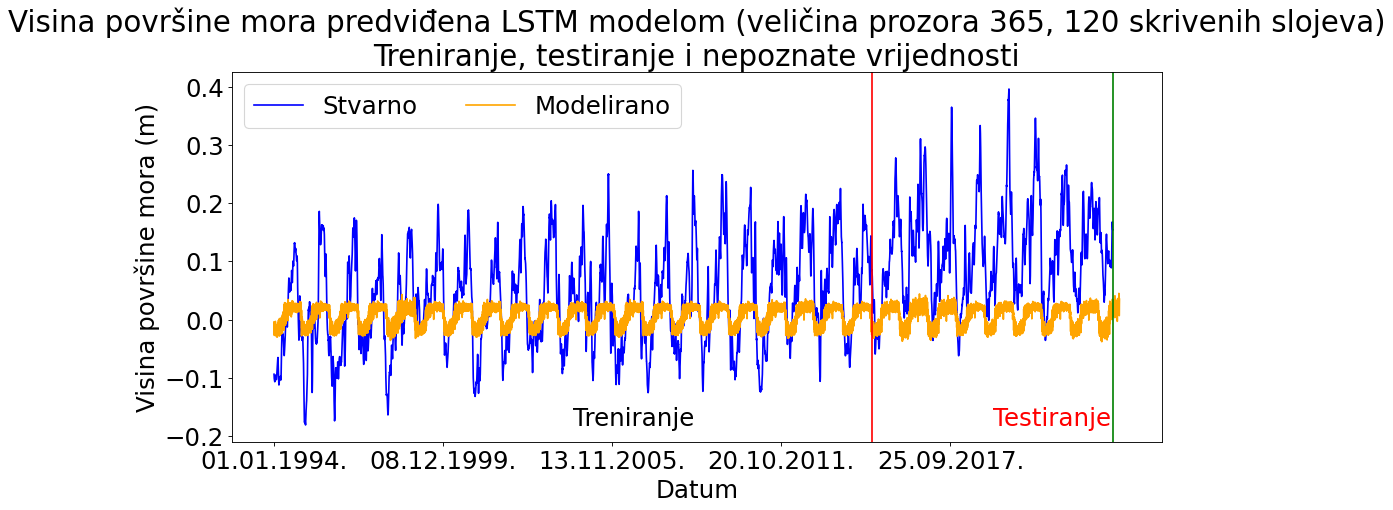 Visina površine mora predviđena LSTM modelom (veličina prozora 365, 120 skrivenih slojeva)
Treniranje, testiranje i nepoznate vrijednosti
Stvarno
Modelirano
Visina površine mora (m)
0.4
0.3
0.2
0.1
0.0
−0.1
−0.2
Treniranje
Testiranje
01.01.1994.
08.12.1999.
13.11.2005.
20.10.2011.
25.09.2017.
Datum